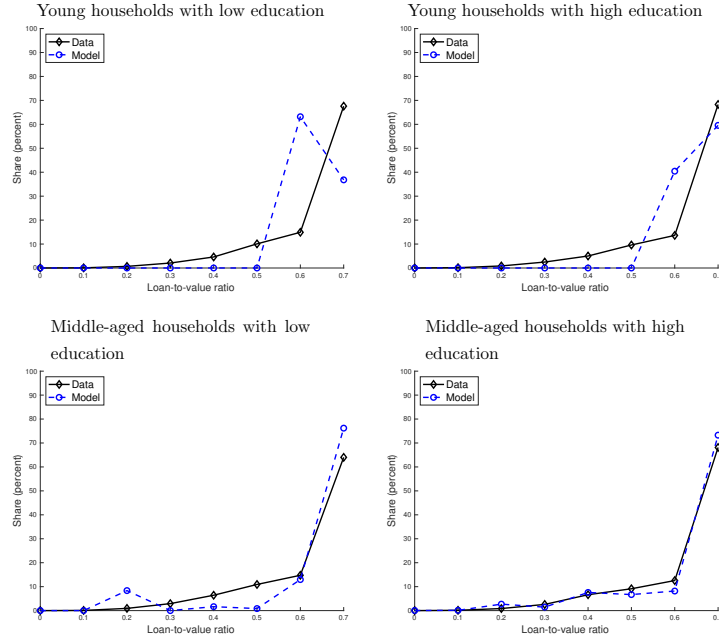 Young households with low education
Data
Model
Share (percent)
100
90
80
70
60
50
40
30
20
10
0
0 0.1 0.2 0.3 0.4 0.5 0.6 0.7
Loan-to-value ratio
Young households with high education
Data
Model
Share (percent)
100
90
80
70
60
50
40
30
20
10
0
0 0.1 0.2 0.3 0.4 0.5 0.6
Loan-to-value ratio
Middle-aged households with low
education
Data
Model
Share (percent)
100
90
80
70
60
50
40
30
20
10
0
0 0.1 0.2 0.3 0.4 0.5 0.6 0.7
Loan-to-value ratio
Middle-aged households with high
education
Data
Model
Share (percent)
100
90
80
70
60
50
40
30
20
10
0
0 0.1 0.2 0.3 0.4 0.5 0.6
Loan-to-value ratio